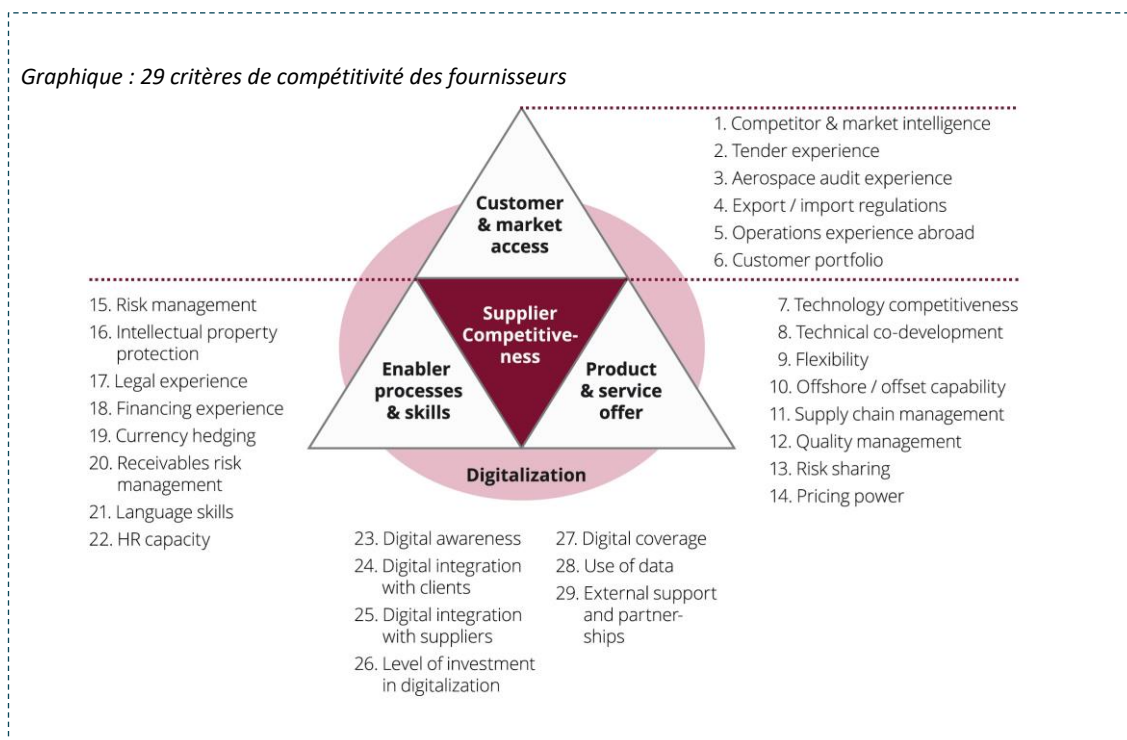 Graphique : 29 critères de compétitivité des fournisseurs
Customer
& market
access
Supplier
Competitive-
ness
Enabler
processes
& skills
Product
& service
offer
Digitalization
1. Competitor & market intelligence
2. Tender experience
3. Aerospace audit experience
4. Export / import regulations
5. Operations experience abroad
6. Customer portfolio
7. Technology competitiveness
8. Technical co-development
9. Flexibility
10. Offshore / offset capability
11. Supply chain management
12. Quality management
13. Risk sharing
14. Pricing power
15. Risk management
16. Intellectual property
protection
17. Legal experience
18. Financing experience
19. Currency hedging
20. Receivables risk
management
21. Language skills
22. HR capacity
23. Digital awareness
24. Digital integration
with clients
25. Digital integration
with suppliers
26. Level of investment
in digitalization
27. Digital coverage
28. Use of data
29. External support
and partner-
ships